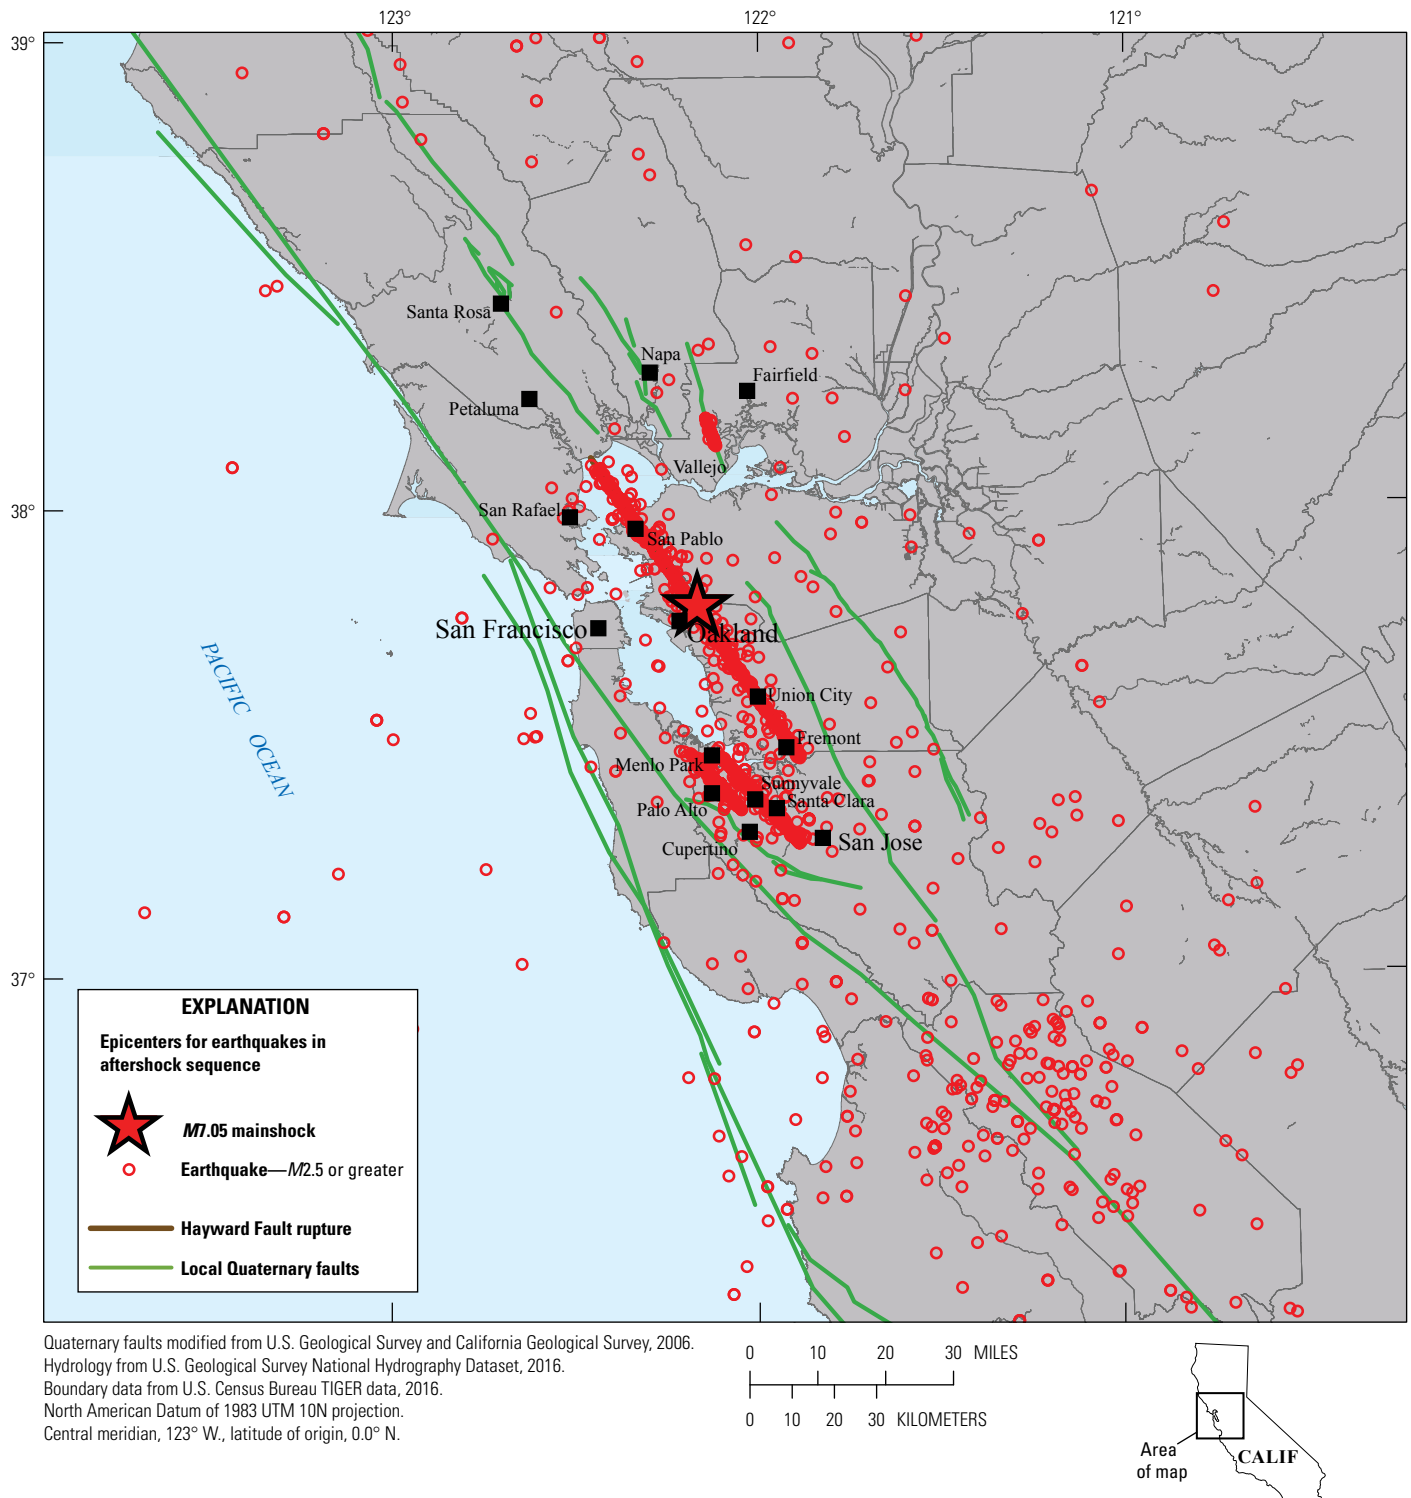 123°
122°
121°
39°
Santa Rosa
Napa
Fairfield
Petaluma
Vallejo
38°
San Rafael
San Pablo
San Francisco
Oakland
PACIFIC OCEAN
Union City
Fremont
Menlo Park
Sunnyvale
Palo Alto
Santa Clara
Cupertino
San Jose
37°
EXPLANATION
Epicenters for earthquakes in
aftershock sequence
M7.05 mainshock
Earthquake—M2.5 or greater
Hayward Fault rupture
Local Quaternary faults
Quaternary faults modified from U.S. Geological Survey and California Geological Survey, 2006.
Hydrology from U.S. Geological Survey National Hydrography Dataset, 2016.
Boundary data from U.S. Census Bureau TIGER data, 2016.
North American Datum of 1983 UTM 10N projection.
Central meridian, 123° W., latitude of origin, 0.0° N.
0 10 20 30 MILES
0 10 20 30 KILOMETERS
Area
of map
CALIF